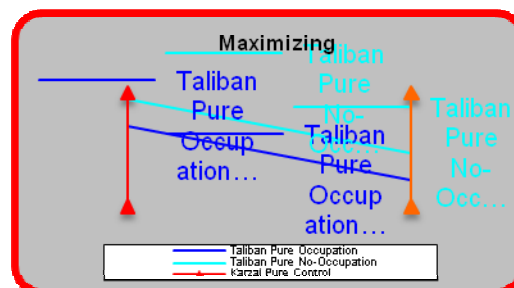 Maximizing
Taliban
Pure
No-
Occ...
Taliban
Pure
Occup
ation...
Taliban
Pure
Occup
ation...
Taliban
Pure
No-
Occ...
Taliban Pure Occupation
Taliban Pure No-Occupation
Karzai Pure Control